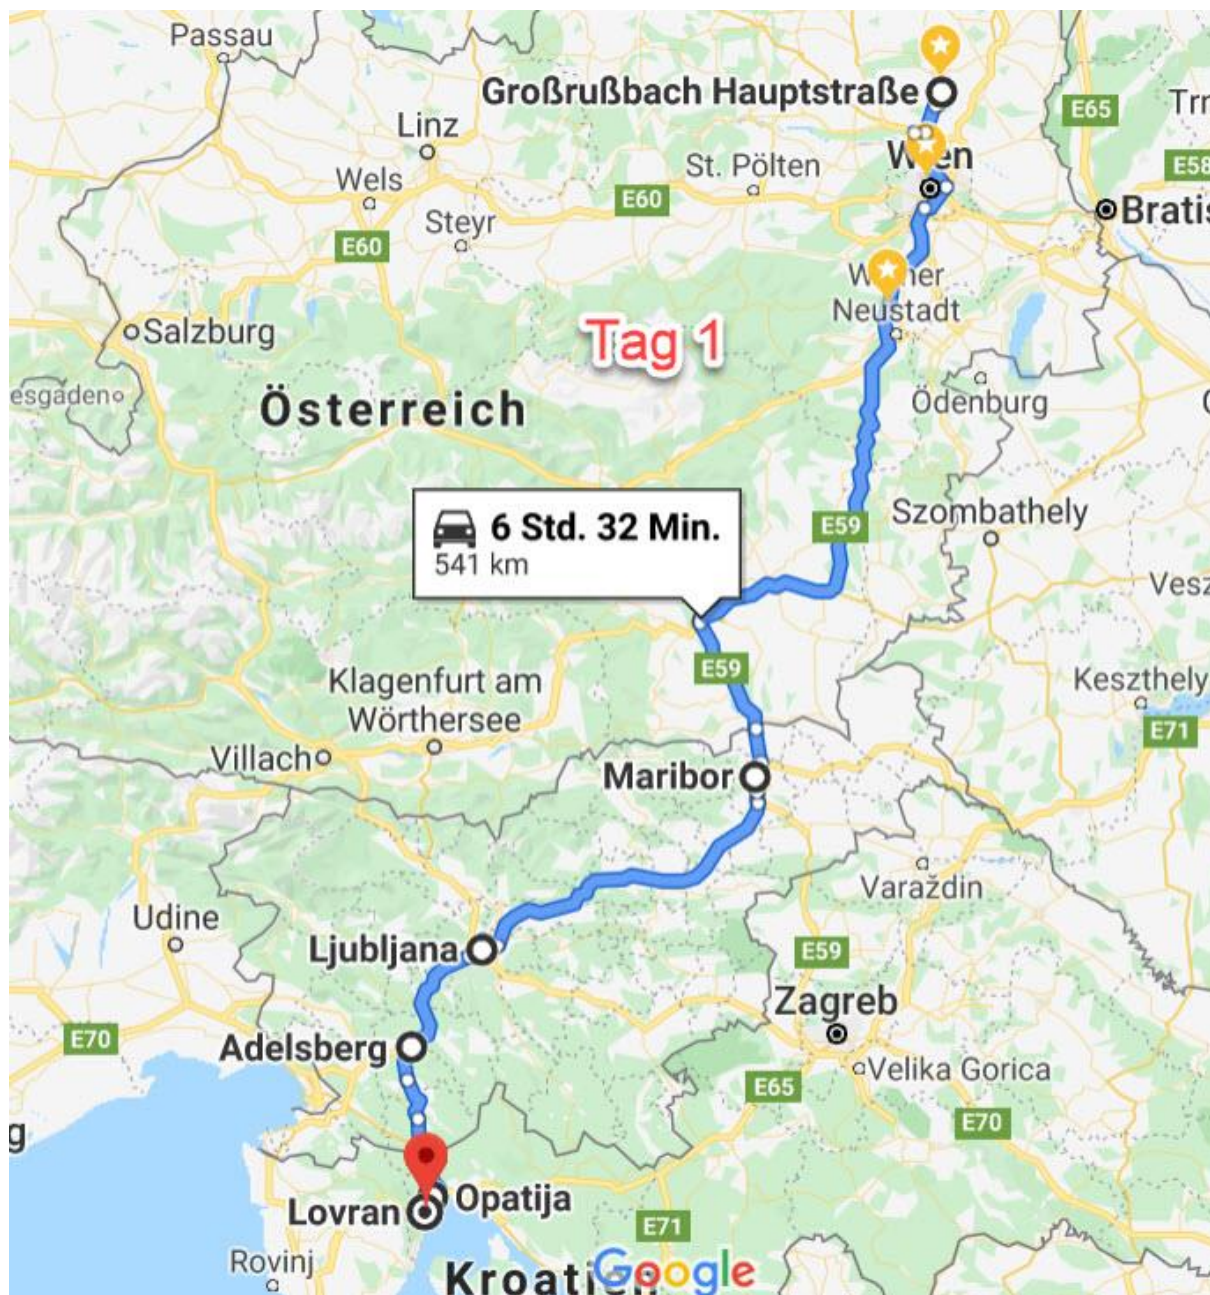 Passau
Großrußbach Hauptstraße
E65
Linz
Wels
St. Pölten
E58
E60
Steyr
E60
Salzburg
Neustadt
Tag 1
Österreich
Ödenburg
6 Std. 32 Min.
541 km
E59
Szombathely
E59
Klagenfurt am
Wörthersee
Keszthely
E71
Villach
Maribor
Varaždin
Udine
Ljubljana
E59
Zagreb
E70
Adelsberg
Velika Gorica
E65
E70
Lovran
Opatija
E71
Rovinj
Google